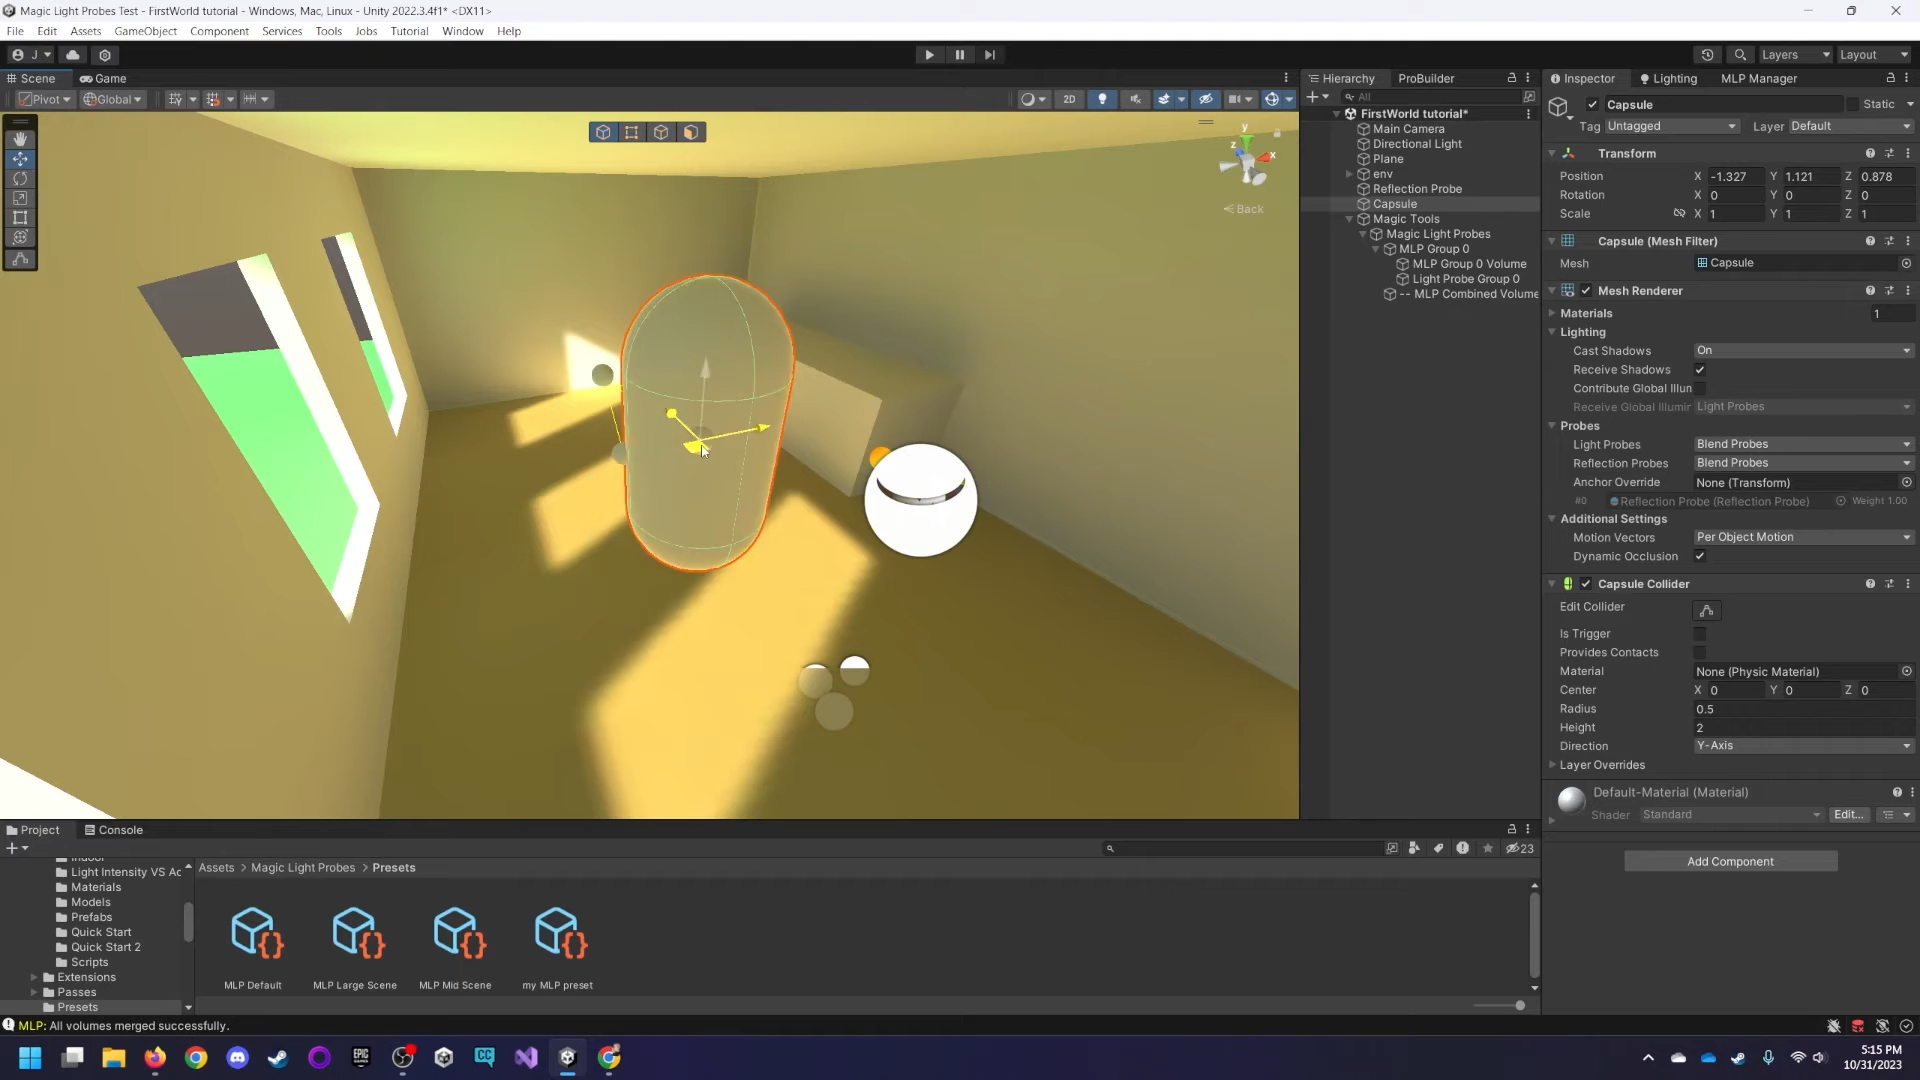 Magic Light Probes Test - FirstWorld tutorial - Windows, Mac, Linux - Unity 2022.3.4f1* <DX11>
File Edit Assets GameObject Component Services Tools Jobs Tutorial Window Help
J Layers Layout
Scene Game
Pivot Global 2D
y
z x
Back
Hierarchy ProBuilder
All
FirstWorld tutorial*
Main Camera
Directional Light
Plane
env
Reflection Probe
Capsule
Magic Tools
Magic Light Probes
MLP Group 0
MLP Group 0 Volume
Light Probe Group 0
-- MLP Combined Volume
Inspector Lighting MLP Manager
Capsule Static
Tag Untagged Layer Default
Transform
Position X -1.327 Y 1.121 Z 0.878
Rotation X 0 Y 0 Z 0
Scale X 1 Y 1 Z 1
Capsule (Mesh Filter)
Mesh Capsule
Mesh Renderer
Materials 1
Lighting
Cast Shadows On
Receive Shadows
Contribute Global Illun
Receive Global Illuminr Light Probes
Probes
Light Probes Blend Probes
Reflection Probes Blend Probes
Anchor Override None (Transform)
#0 Reflection Probe (Reflection Probe) Weight 1.00
Additional Settings
Motion Vectors Per Object Motion
Dynamic Occlusion
Capsule Collider
Edit Collider
Is Trigger
Provides Contacts
Material None (Physic Material)
Center X 0 Y 0 Z 0
Radius 0.5
Height 2
Direction Y-Axis
Layer Overrides
Default-Material (Material)
Shader Standard Edit...
Add Component
Project Console
23
Indoor
Light Intensity VS Ac
Materials
Models
Prefabs
Quick Start
Quick Start 2
Scripts
Extensions
Passes
Presets
Assets > Magic Light Probes > Presets
MLP Default MLP Large Scene MLP Mid Scene my MLP preset
MLP: All volumes merged successfully.
EPIC CC
5:15 PM
10/31/2023